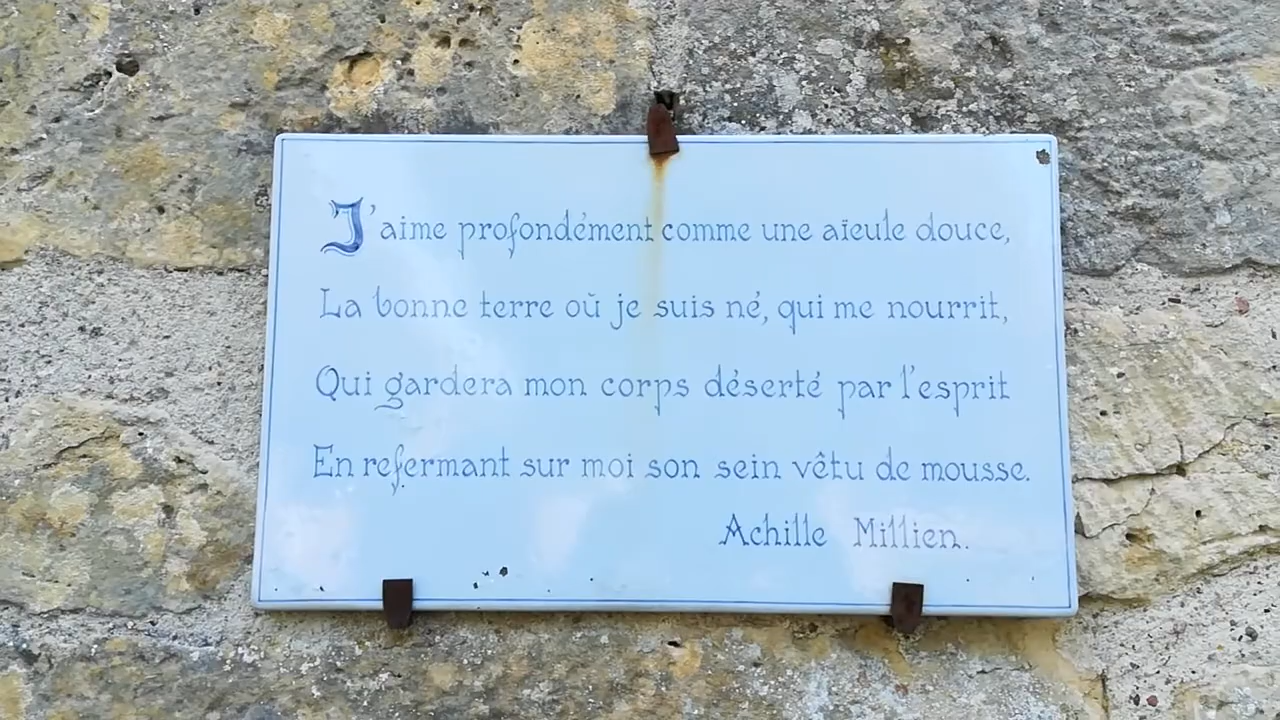 J'aime profondément comme une aïeule douce,
La bonne terre où je suis né, qui me nourrit,
Qui gardera mon corps déserté par l'esprit
En refermant sur moi son sein vêtu de mousse.
Achille Millien.